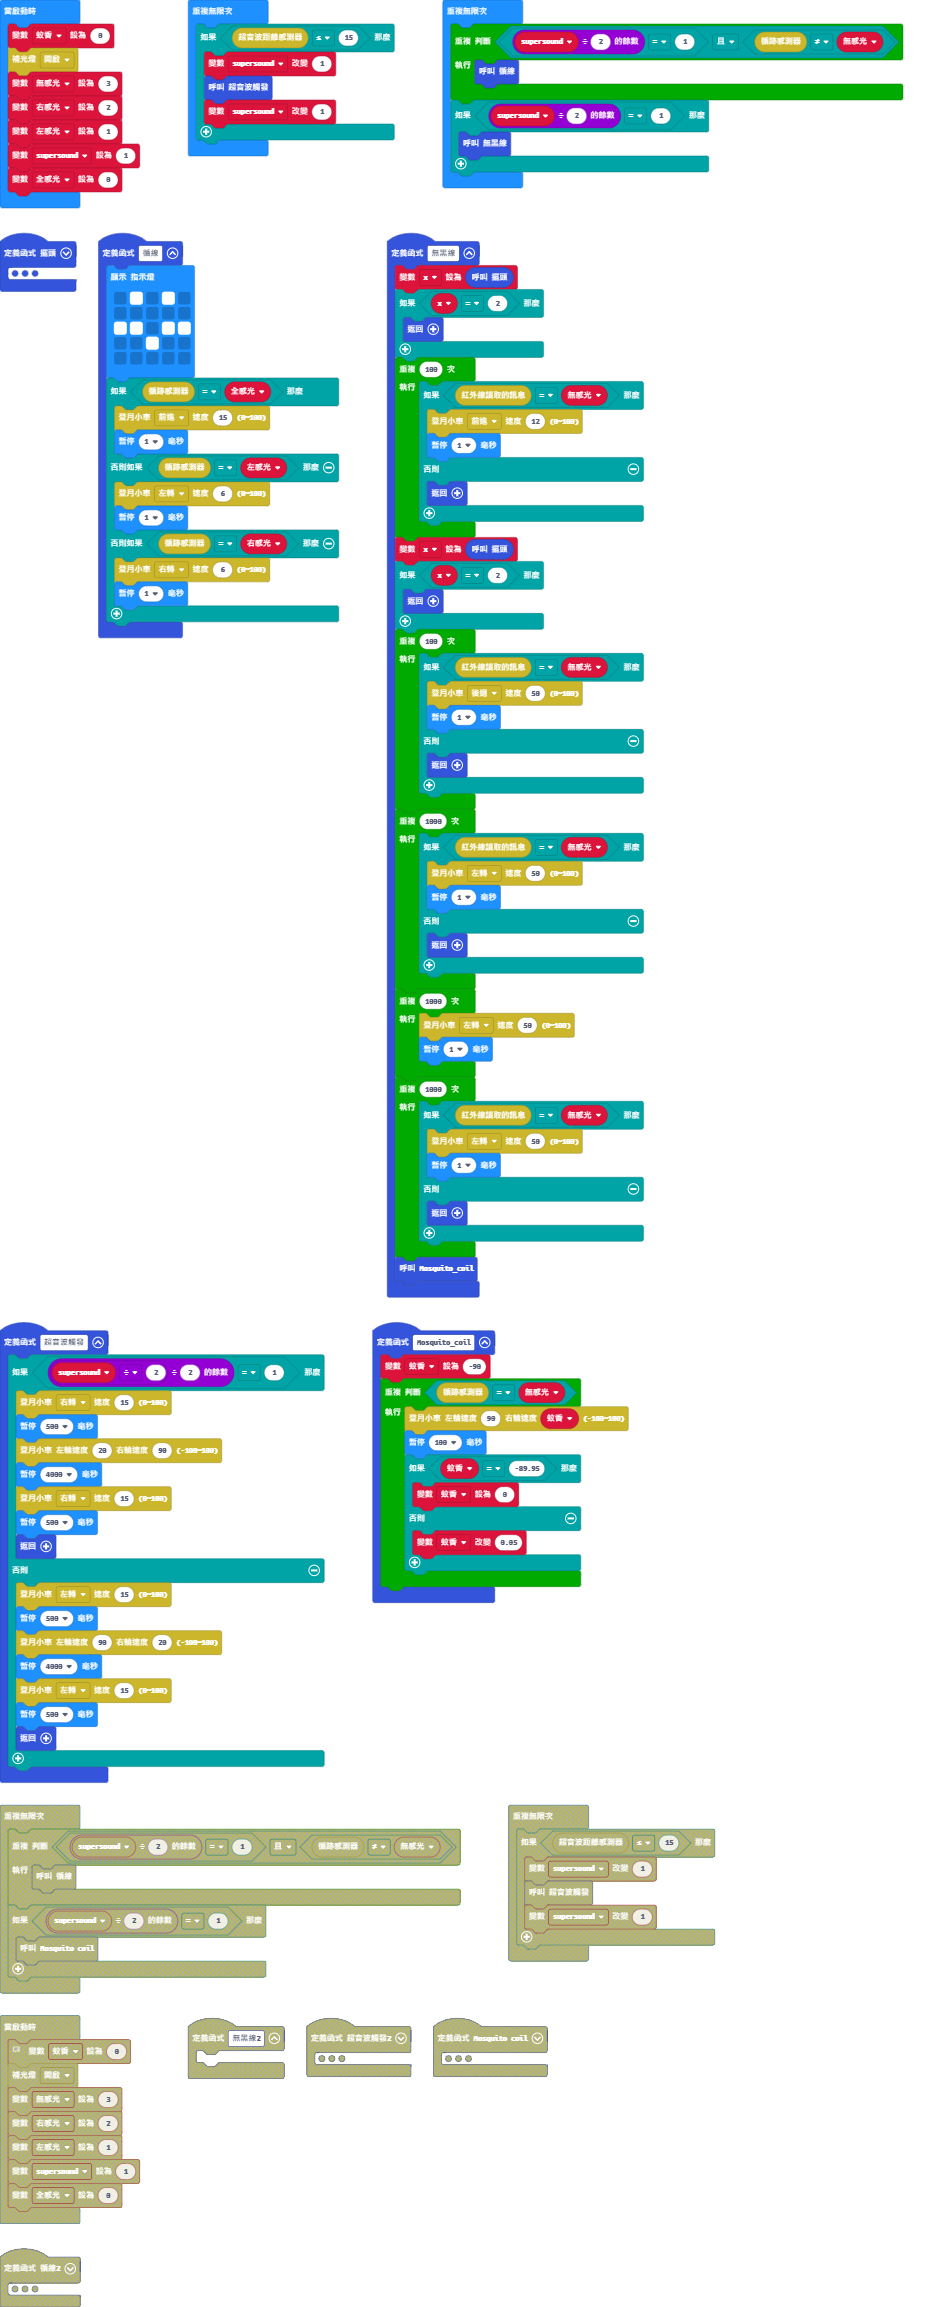 當啟動時
變數 蚊香 設為 0
補光燈 開啟
變數 無感光 設為 3
變數 右感光 設為 2
變數 左感光 設為 1
變數 supersound 設為 1
變數 全感光 設為 0
重複無限次
如果 超音波距離感測器 ≤ 15 那麼
變數 supersound 改變 1
呼叫 超音波觸發
變數 supersound 改變 1
重複無限次
重複 判斷 supersound ÷ 2 的餘數 = 1 且 循跡感測器 ≠ 無感光
執行 呼叫 循線
如果 supersound ÷ 2 的餘數 = 1 那麼
呼叫 無黑線
定義函式 搖頭
定義函式 循線
顯示 指示燈
如果 循跡感測器 = 全感光 那麼
登月小車 前進 速度 15 (0~100)
暫停 1 毫秒
否則如果 循跡感測器 = 左感光 那麼
登月小車 左轉 速度 6 (0~100)
暫停 1 毫秒
否則如果 循跡感測器 = 右感光 那麼
登月小車 右轉 速度 6 (0~100)
暫停 1 毫秒
定義函式 無黑線
變數 x 設為 呼叫 搖頭
如果 x = 2 那麼
返回
重複 100 次
執行 如果 紅外線讀取的訊息 = 無感光 那麼
登月小車 前進 速度 12 (0~100)
暫停 1 毫秒
否則
返回
變數 x 設為 呼叫 搖頭
如果 x = 2 那麼
返回
重複 100 次
執行 如果 紅外線讀取的訊息 = 無感光 那麼
登月小車 後退 速度 50 (0~100)
暫停 1 毫秒
否則
返回
重複 1000 次
執行 如果 紅外線讀取的訊息 = 無感光 那麼
登月小車 左轉 速度 50 (0~100)
暫停 1 毫秒
否則
返回
重複 1000 次
執行 登月小車 左轉 速度 50 (0~100)
暫停 1 毫秒
重複 1000 次
執行 如果 紅外線讀取的訊息 = 無感光 那麼
登月小車 左轉 速度 50 (0~100)
暫停 1 毫秒
否則
返回
呼叫 Mosquito_coil
定義函式 超音波觸發
如果 supersound ÷ 2 ÷ 2 的餘數 = 1 那麼
登月小車 右轉 速度 15 (0~100)
暫停 500 毫秒
登月小車 左輪速度 20 右輪速度 90 (-100~100)
暫停 4000 毫秒
登月小車 右轉 速度 15 (0~100)
暫停 500 毫秒
返回
否則
登月小車 左轉 速度 15 (0~100)
暫停 500 毫秒
登月小車 左輪速度 90 右輪速度 20 (-100~100)
暫停 4000 毫秒
登月小車 左轉 速度 15 (0~100)
暫停 500 毫秒
返回
定義函式 Mosquito_coil
變數 蚊香 設為 -90
重複 判斷 循跡感測器 = 無感光
執行 登月小車 左輪速度 90 右輪速度 蚊香 (-100~100)
暫停 100 毫秒
如果 蚊香 = -89.95 那麼
變數 蚊香 設為 0
否則
變數 蚊香 改變 0.05
重複無限次
重複 判斷 supersound ÷ 2 的餘數 = 1 且 循跡感測器 ≠ 無感光
執行 呼叫 循線
如果 supersound ÷ 2 的餘數 = 1 那麼
呼叫 Mosquito coil
重複無限次
如果 超音波距離感測器 ≤ 15 那麼
變數 supersound 改變 1
呼叫 超音波觸發
變數 supersound 改變 1
當啟動時
變數 蚊香 設為 0
補光燈 開啟
變數 無感光 設為 3
變數 右感光 設為 2
變數 左感光 設為 1
變數 supersound 設為 1
變數 全感光 設為 0
定義函式 無黑線2
定義函式 超音波觸發2
定義函式 Mosquito coil
定義函式 循線2